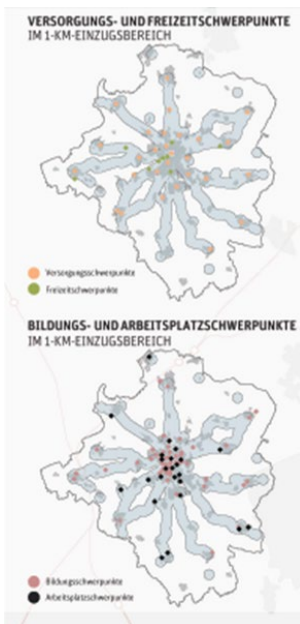 VERSORGUNGS- UND FREIZEITSCHWERPUNKTE
IM 1-KM-EINZUGSBEREICH
Versorgungsschwerpunkte
Freizeitschwerpunkte
BILDUNGS- UND ARBEITSPLATZSCHWERPUNKTE
IM 1-KM-EINZUGSBEREICH
Bildungsschwerpunkte
Arbeitsplatzschwerpunkte